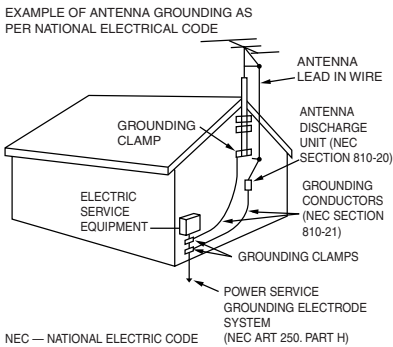 EXAMPLE OF ANTENNA GROUNDING AS
PER NATIONAL ELECTRICAL CODE
ANTENNA
LEAD IN WIRE
GROUNDING
CLAMP
ANTENNA
DISCHARGE
UNIT (NEC
SECTION 810-20)
ELECTRIC
SERVICE
EQUIPMENT
GROUNDING
CONDUCTORS
(NEC SECTION
810-21)
GROUNDING CLAMPS
POWER SERVICE
GROUNDING ELECTRODE
SYSTEM
(NEC ART 250. PART H)
NEC — NATIONAL ELECTRIC CODE